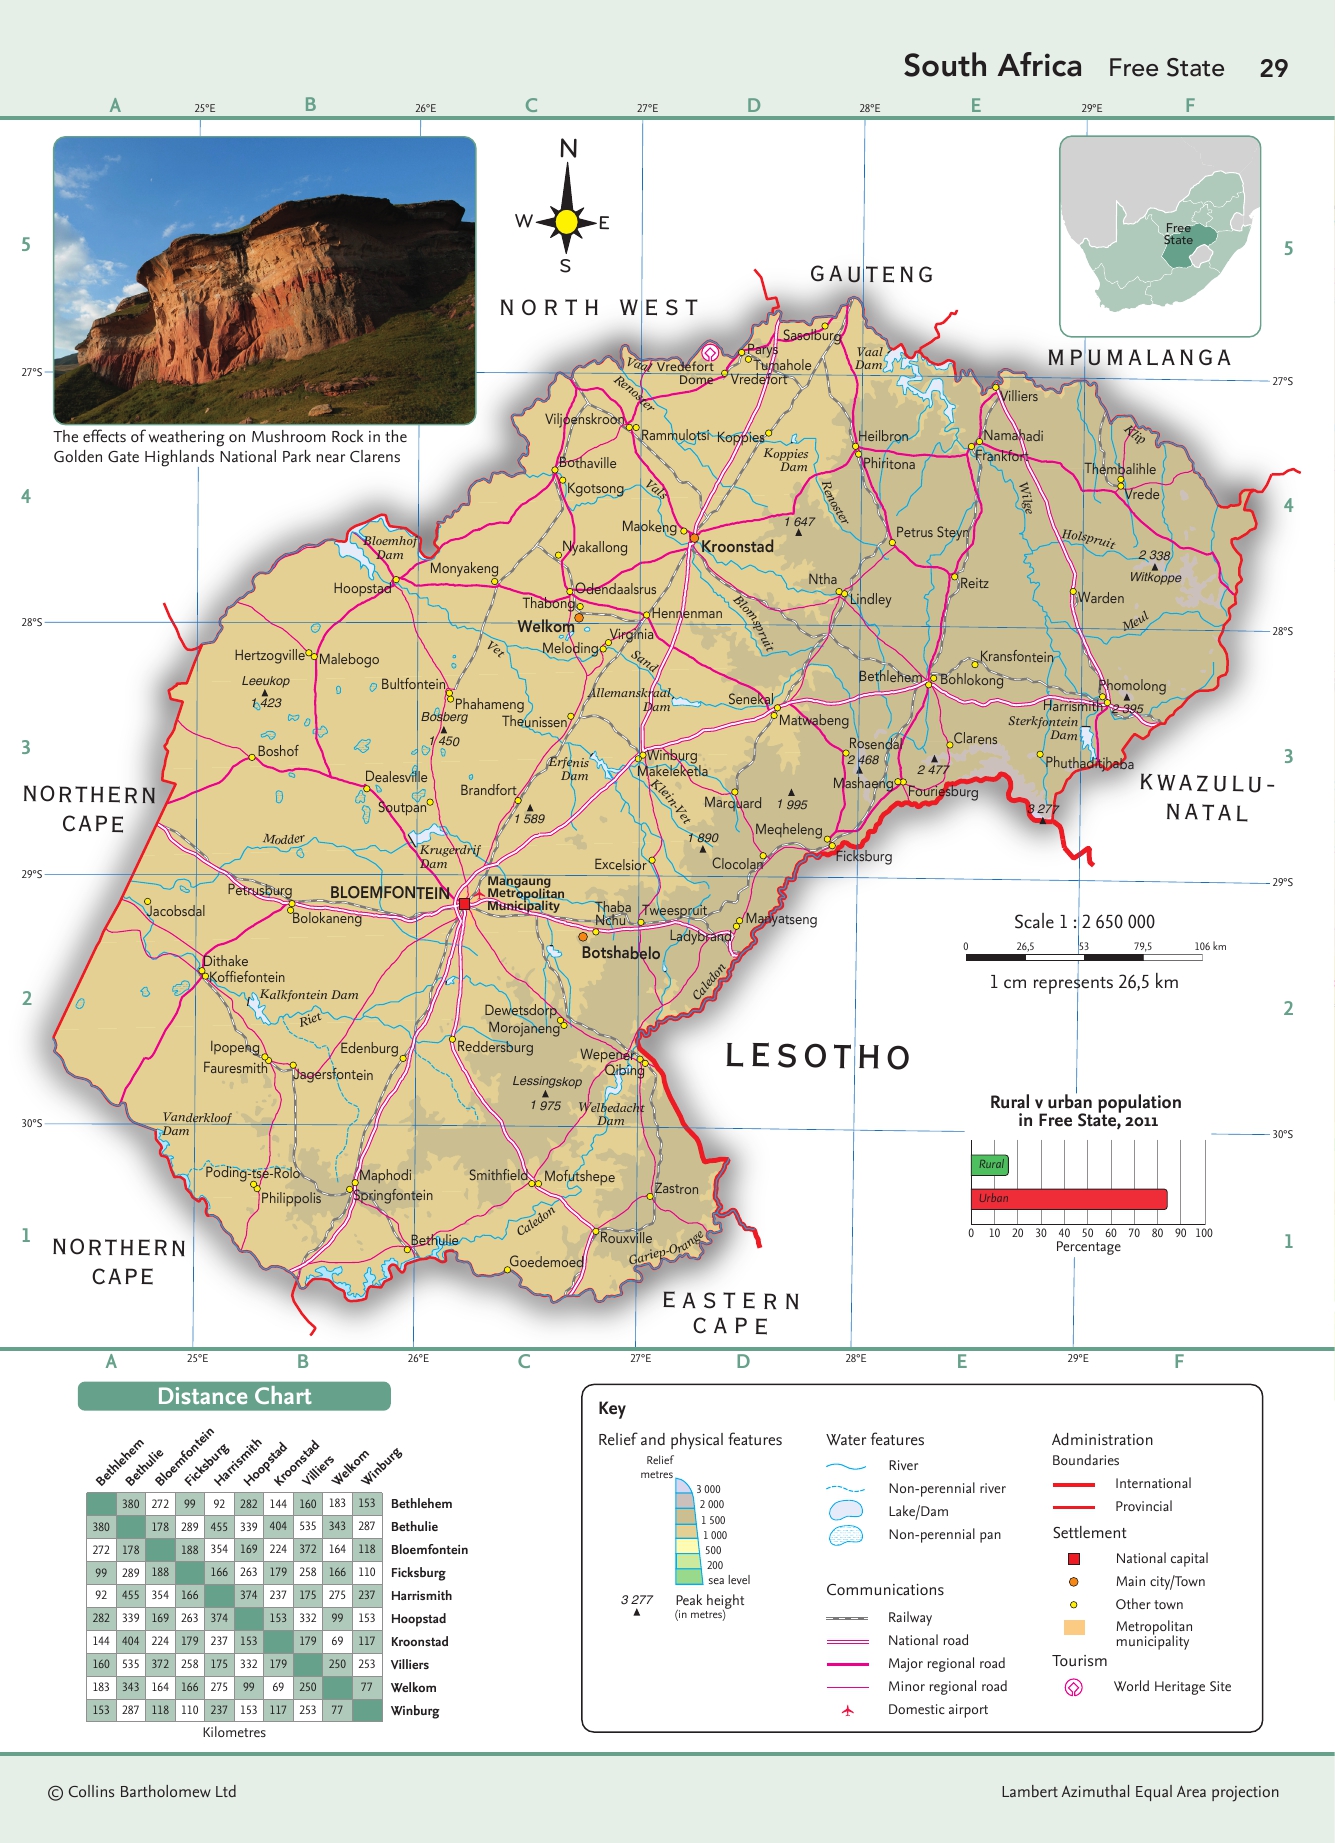 South Africa Free State 29
A 25°E B 26°E C 27°E D 28°E E 29°E F
N
W E
S
Free
State
5 5
GAUTENG
NORTH WEST
MPUMALANGA
27°S 27°S
The effects of weathering on Mushroom Rock in the
Golden Gate Highlands National Park near Clarens
Sasolburg
Parys
Vaal
Dam
Vaal
Vredefort
Dome
Tumahole
Vredefort
Renoster
Villiers
Viljoenskroon
Rammulotsi
Koppies
Heilbron
Namahadi
Klip
Koppies
Dam
Phiritona
Frankfort
Bothaville
Thembalihle
Kgotsong
Vals
Renoster
Wilge
Vrede
4 4
1 647
Maokeng
Kroonstad
Petrus Steyn
Holspruit
Bloemhof
Dam
Nyakallong
2 338
Witkoppe
Monyakeng
Hoopstad
Odendaalsrus
Ntha
Reitz
Lindley
Warden
Thabong
Hennenman
Blomspruit
Welkom
Virginia
Meul
28°S 28°S
Hertzogville
Malebogo
Vet
Meloding
Sand
Kransfontein
Leeukop
1 423
Bultfontein
Bethlehem
Bohlokong
Phahameng
Allemanskraal
Dam
Senekal
Phomolong
Harrismith
2 395
Bosberg
1 450
Theunissen
Matwabeng
Sterkfontein
Dam
3 3
Boshof
Erfenis
Dam
Winburg
Makeleketla
Rosendal
2 468
Clarens
2 477
Phuthaditjhaba
Dealesville
Soutpan
Brandfort
Klein-Vet
Mashaeng
Fouriesburg
KWAZULU-
NATAL
NORTHERN
CAPE
1 589
Marquard
1 995
3 277
Modder
Krugerdrif
Dam
1 890
Meqheleng
Excelsior
Clocolan
Ficksburg
29°S 29°S
Petrusburg
BLOEMFONTEIN
Mangaung
Metropolitan
Municipality
Jacobsdal
Bolokaneng
Thaba
Nchu
Tweespruit
Manyatseng
Ladybrand
Botshabelo
Scale 1 : 2 650 000
0 26,5 53 79,5 106 km
1 cm represents 26,5 km
Dithake
Koffiefontein
Caledon
2 2
Kalkfontein Dam
Riet
Dewetsdorp
Morojaneng
Ipopeng
Fauresmith
Edenburg
Reddersburg
Wepener
Qibing
LESOTHO
Jagersfontein
Lessingskop
1 975
Welbedacht
Dam
Vanderkloof
Dam
30°S 30°S
Rural v urban population
in Free State, 2011
Rural
Urban
0 10 20 30 40 50 60 70 80 90 100
Percentage
Poding-tse-Rolo
Philippolis
Maphodi
Springfontein
Smithfield
Mofutshepe
Zastron
1 1
Caledon
Bethulie
Rouxville
Gariep-Orange
Goedemoed
NORTHERN
CAPE
EASTERN
CAPE
A 25°E B 26°E C 27°E D 28°E E 29°E F
Distance Chart
Bethlehem Bethulie Bloemfontein Ficksburg Harrismith Hoopstad Kroonstad Villiers Welkom Winburg
380 272 99 92 282 144 160 183 153 Bethlehem
380 178 289 455 339 404 535 343 287 Bethulie
272 178 188 354 169 224 372 164 118 Bloemfontein
99 289 188 166 263 179 258 166 110 Ficksburg
92 455 354 166 374 237 175 275 237 Harrismith
282 339 169 263 374 153 332 99 153 Hoopstad
144 404 224 179 237 153 179 69 117 Kroonstad
160 535 372 258 175 332 179 250 253 Villiers
183 343 164 166 275 99 69 250 77 Welkom
153 287 118 110 237 153 117 253 77 Winburg
Kilometres
Key
Relief and physical features
Relief
metres
3 000
2 000
1 500
1 000
500
200
sea level
3 277 Peak height
(in metres)
Water features
River
Non-perennial river
Lake/Dam
Non-perennial pan
Communications
Railway
National road
Major regional road
Minor regional road
Domestic airport
Administration
Boundaries
International
Provincial
Settlement
National capital
Main city/Town
Other town
Metropolitan
municipality
Tourism
World Heritage Site
© Collins Bartholomew Ltd
Lambert Azimuthal Equal Area projection